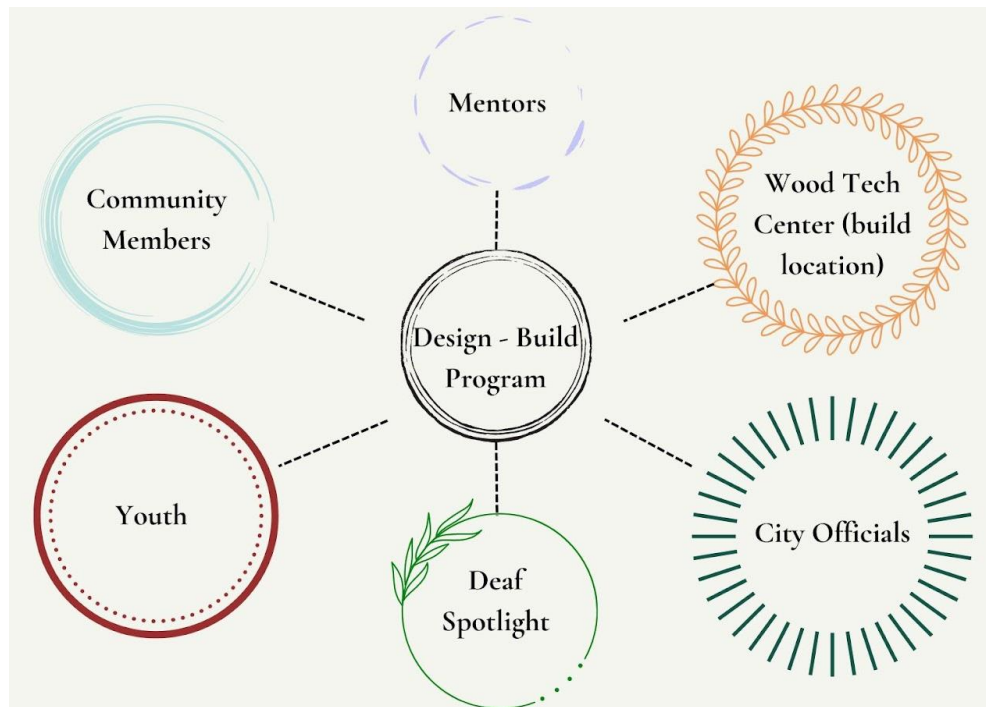 Mentors
Community
Members
Wood Tech
Center (build
location)
Design - Build
Program
Youth
Deaf
Spotlight
City Officials